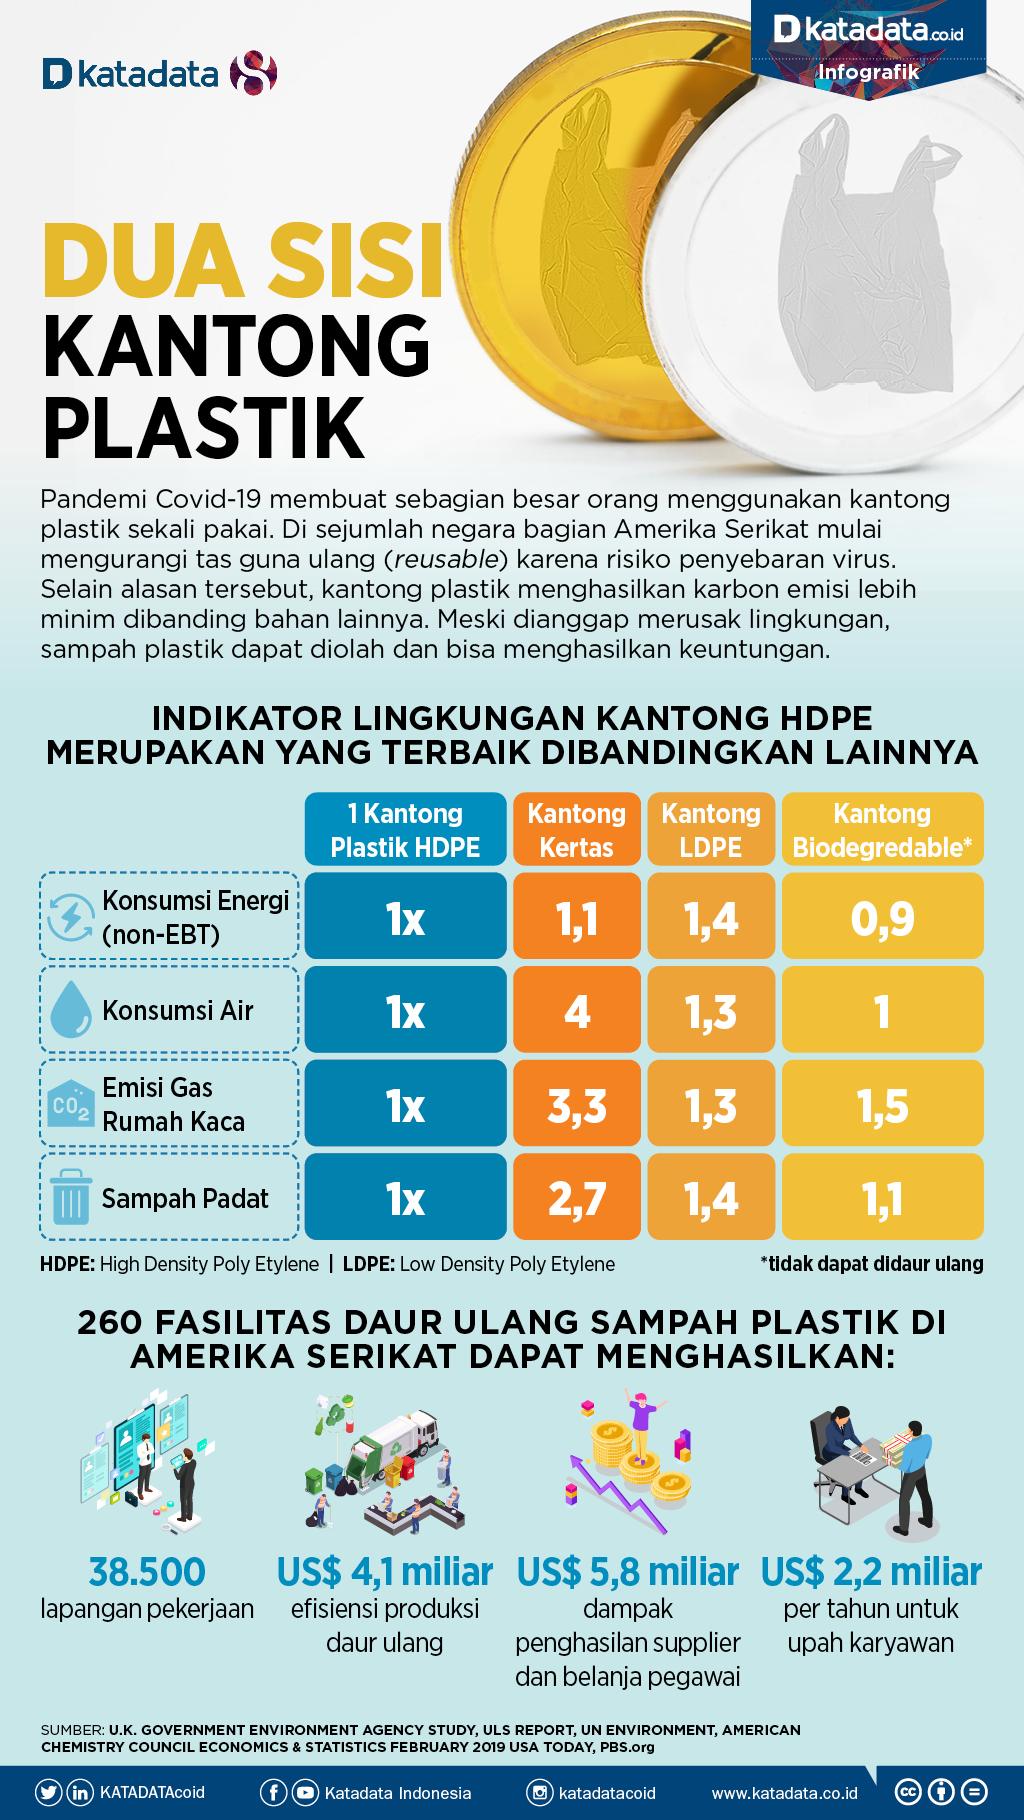 katadata
katadata.co.id
Infografik
DUA SISI
KANTONG
PLASTIK
Pandemi Covid-19 membuat sebagian besar orang menggunakan kantong
plastik sekali pakai. Di sejumlah negara bagian Amerika Serikat mulai
mengurangi tas guna ulang (reusable) karena risiko penyebaran virus.
Selain alasan tersebut, kantong plastik menghasilkan karbon emisi lebih
minim dibanding bahan lainnya. Meski dianggap merusak lingkungan,
sampah plastik dapat diolah dan bisa menghasilkan keuntungan.
INDIKATOR LINGKUNGAN KANTONG HDPE
MERUPAKAN YANG TERBAIK DIBANDINGKAN LAINNYA
1 Kantong
Plastik HDPE
Kantong
Kertas
Kantong
LDPE
Kantong
Biodegredable*
Konsumsi Energi
(non-EBT)
1x
1,1
1,4
0,9
Konsumsi Air
1x
4
1,3
1
CO2
Emisi Gas
Rumah Kaca
1x
3,3
1,3
1,5
Sampah Padat
1x
2,7
1,4
1,1
HDPE: High Density Poly Etylene | LDPE: Low Density Poly Etylene
*tidak dapat didaur ulang
260 FASILITAS DAUR ULANG SAMPAH PLASTIK DI
AMERIKA SERIKAT DAPAT MENGHASILKAN:
38.500
lapangan pekerjaan
US$ 4,1 miliar
efisiensi produksi
daur ulang
US$ 5,8 miliar
dampak
penghasilan supplier
dan belanja pegawai
US$ 2,2 miliar
per tahun untuk
upah karyawan
SUMBER: U.K. GOVERNMENT ENVIRONMENT AGENCY STUDY, ULS REPORT, UN ENVIRONMENT, AMERICAN
CHEMISTRY COUNCIL ECONOMICS & STATISTICS FEBRUARY 2019 USA TODAY, PBS.org
KATADATAcoid
Katadata Indonesia
katadatacoid
www.katadata.co.id